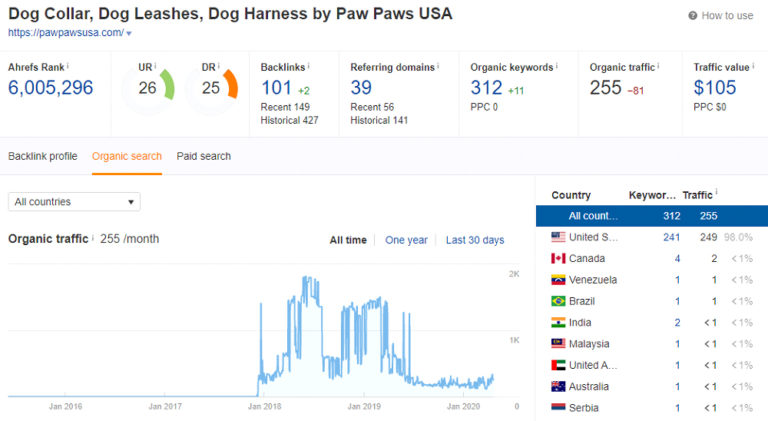 Dog Collar, Dog Leashes, Dog Harness by Paw Paws USA
How to use
https://pawpawsusa.com/
Ahrefs Rank
6,005,296
UR
26
DR
25
Backlinks
101 +2
Recent 149
Historical 427
Referring domains
39
Recent 56
Historical 141
Organic keywords
312 +11
PPC 0
Organic traffic
255 −81
Traffic value
$105
PPC $0
Backlink profile
Organic search
Paid search
All countries
Organic traffic 255 /month
All time
One year
Last 30 days
2K
1K
0
Jan 2016
Jan 2017
Jan 2018
Jan 2019
Jan 2020
Country Keywor... Traffic
All count... 312 255
United S... 241 249 98.0%
Canada 4 2 <1%
Venezuela 1 1 <1%
Brazil 1 1 <1%
India 2 <1 <1%
Malaysia 1 <1 <1%
United A... 1 <1 <1%
Australia 1 <1 <1%
Serbia 1 <1 <1%